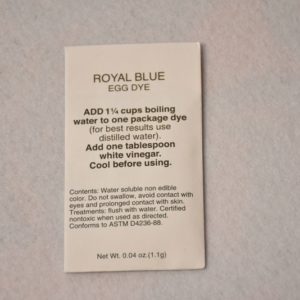 ROYAL BLUE
EGG DYE
ADD 1¼ cups boiling
water to one package dye
(for best results use
distilled water).
Add one tablespoon
white vinegar.
Cool before using.
Contents: Water soluble non edible
color. Do not swallow, avoid contact with
eyes and prolonged contact with skin.
Treatments: flush with water. Certified
nontoxic when used as directed.
Conforms to ASTM D4236-88.
Net Wt. 0.04 oz. (1.1g)